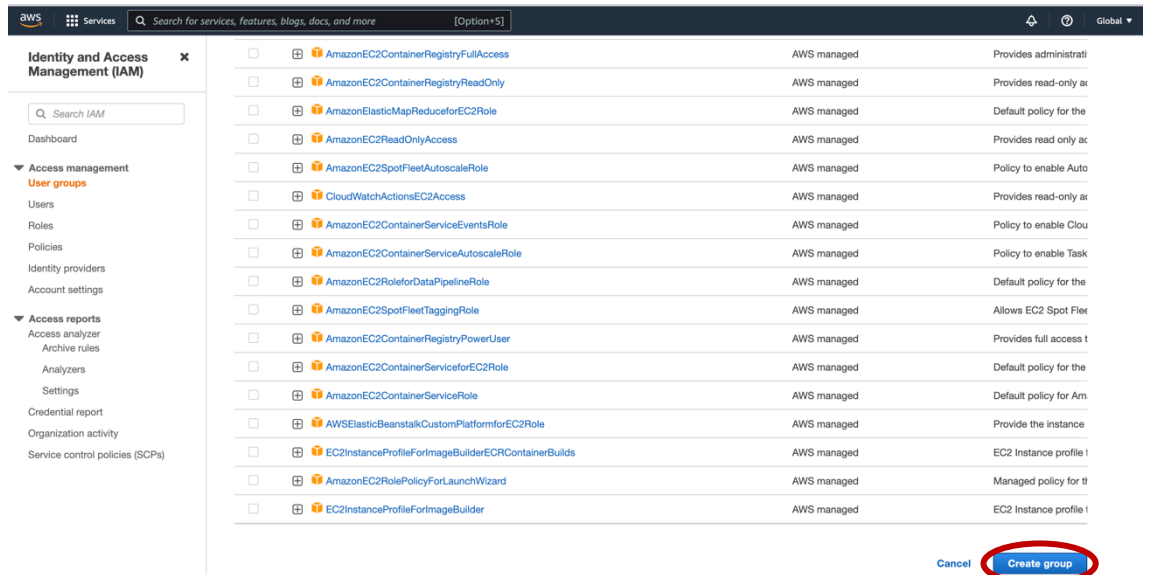 aws Services Search for services, features, blogs, docs, and more [Option+S] Global
Identity and Access
Management (IAM)
Search IAM
Dashboard
Access management
User groups
Users
Roles
Policies
Identity providers
Account settings
Access reports
Access analyzer
Archive rules
Analyzers
Settings
Credential report
Organization activity
Service control policies (SCPs)
AmazonEC2ContainerRegistryFullAccess AWS managed Provides administrati
AmazonEC2ContainerRegistryReadOnly AWS managed Provides read-only ac
AmazonElasticMapReduceforEC2Role AWS managed Default policy for the
AmazonEC2ReadOnlyAccess AWS managed Provides read only ac
AmazonEC2SpotFleetAutoscaleRole AWS managed Policy to enable Auto
CloudWatchActionsEC2Access AWS managed Provides read-only ac
AmazonEC2ContainerServiceEventsRole AWS managed Policy to enable Clou
AmazonEC2ContainerServiceAutoscaleRole AWS managed Policy to enable Task
AmazonEC2RoleforDataPipelineRole AWS managed Default policy for the
AmazonEC2SpotFleetTaggingRole AWS managed Allows EC2 Spot Flee
AmazonEC2ContainerRegistryPowerUser AWS managed Provides full access t
AmazonEC2ContainerServiceforEC2Role AWS managed Default policy for the
AmazonEC2ContainerServiceRole AWS managed Default policy for Am
AWSElasticBeanstalkCustomPlatformforEC2Role AWS managed Provide the instance
EC2InstanceProfileForImageBuilderECRContainerBuilds AWS managed EC2 Instance profile f
AmazonEC2RolePolicyForLaunchWizard AWS managed Managed policy for th
EC2InstanceProfileForImageBuilder AWS managed EC2 Instance profile f
Cancel Create group